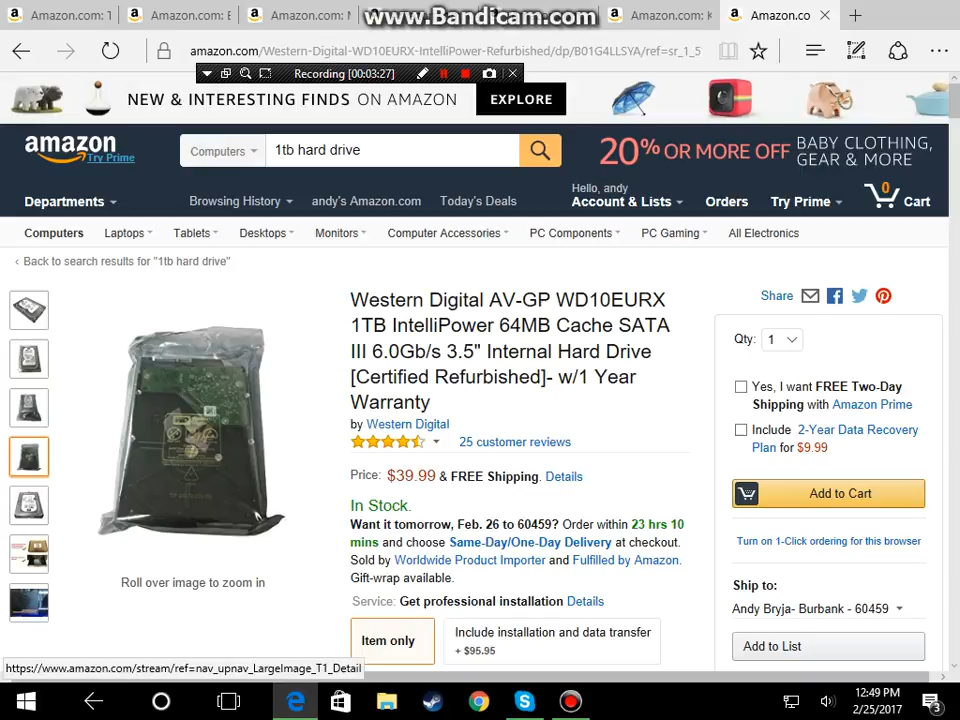 Amazon.com: T
Amazon.com: E
Amazon.com: M
www.Bandicam.com
Amazon.com: K
Amazon.co
amazon.com/Western-Digital-WD10EURX-IntelliPower-Refurbished/dp/B01G4LLSYA/ref=sr_1_5
Recording [00:03:27]
NEW & INTERESTING FINDS ON AMAZON
EXPLORE
amazon
Try Prime
Computers
1tb hard drive
20% OR MORE OFF BABY CLOTHING, GEAR & MORE
Departments
Browsing History
andy's Amazon.com
Today's Deals
Hello, andy
Account & Lists
Orders
Try Prime
0
Cart
Computers
Laptops
Tablets
Desktops
Monitors
Computer Accessories
PC Components
PC Gaming
All Electronics
‹ Back to search results for "1tb hard drive"
Western Digital AV-GP WD10EURX
1TB IntelliPower 64MB Cache SATA
III 6.0Gb/s 3.5" Internal Hard Drive
[Certified Refurbished]- w/1 Year
Warranty
by Western Digital
25 customer reviews
Price: $39.99 & FREE Shipping. Details
In Stock.
Want it tomorrow, Feb. 26 to 60459? Order within 23 hrs 10
mins and choose Same-Day/One-Day Delivery at checkout.
Sold by Worldwide Product Importer and Fulfilled by Amazon.
Gift-wrap available.
Service: Get professional installation Details
Item only
Include installation and data transfer
+ $95.95
Roll over image to zoom in
Share
Qty: 1
Yes, I want FREE Two-Day
Shipping with Amazon Prime
Include 2-Year Data Recovery
Plan for $9.99
Add to Cart
Turn on 1-Click ordering for this browser
Ship to:
Andy Bryja- Burbank - 60459
Add to List
https://www.amazon.com/stream/ref=nav_upnav_LargeImage_T1_Detail
12:49 PM
2/25/2017
3